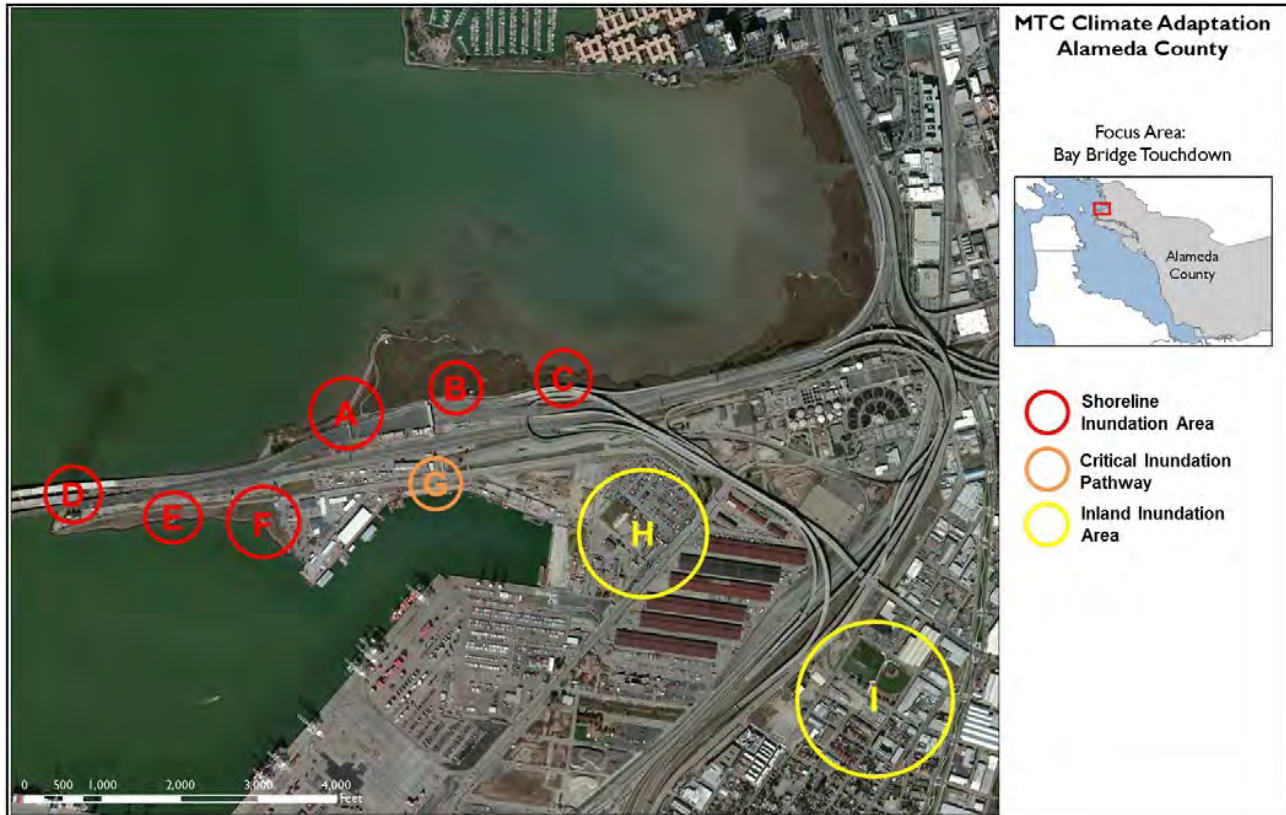 MTC Climate Adaptation
Alameda County
Focus Area:
Bay Bridge Touchdown
Alameda
County
Shoreline
Inundation Area
Critical Inundation
Pathway
Inland Inundation
Area
A
B
C
D
E
F
G
H
I
0 500 1,000 2,000 3,000 4,000
Feet